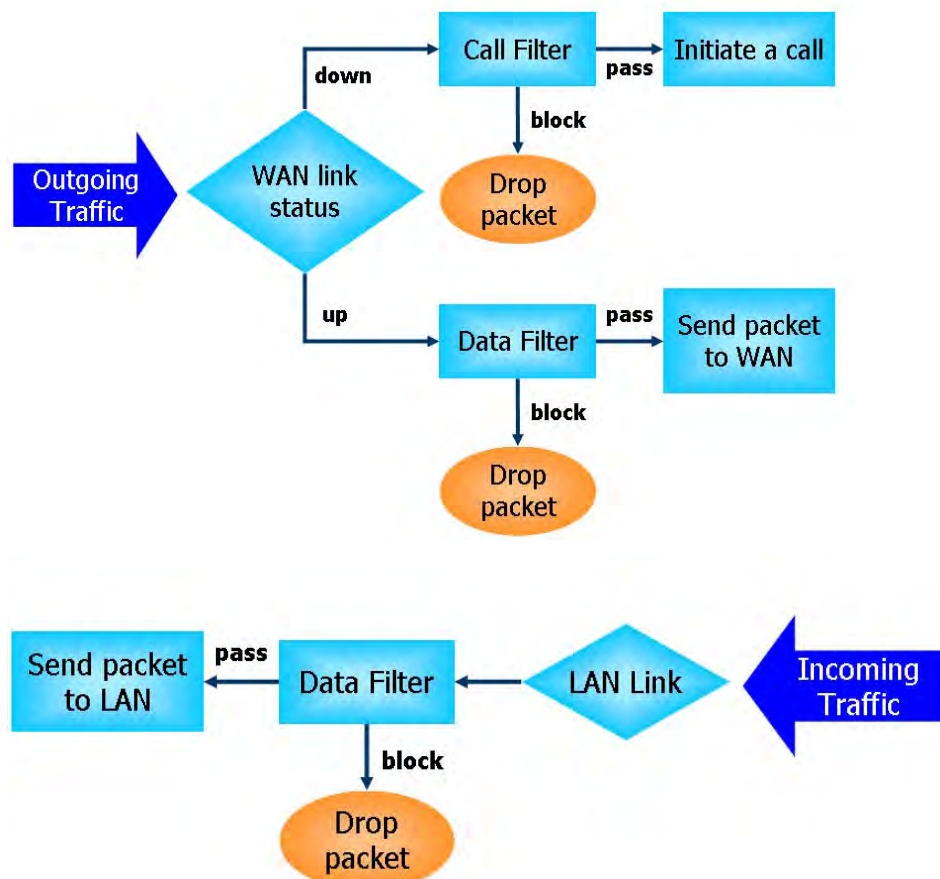 Call Filter
pass
Initiate a call
down
block
Outgoing
Traffic
WAN link
status
Drop
packet
up
Data Filter
pass
Send packet
to WAN
block
Drop
packet
Send packet
to LAN
pass
Data Filter
LAN Link
Incoming
Traffic
block
Drop
packet